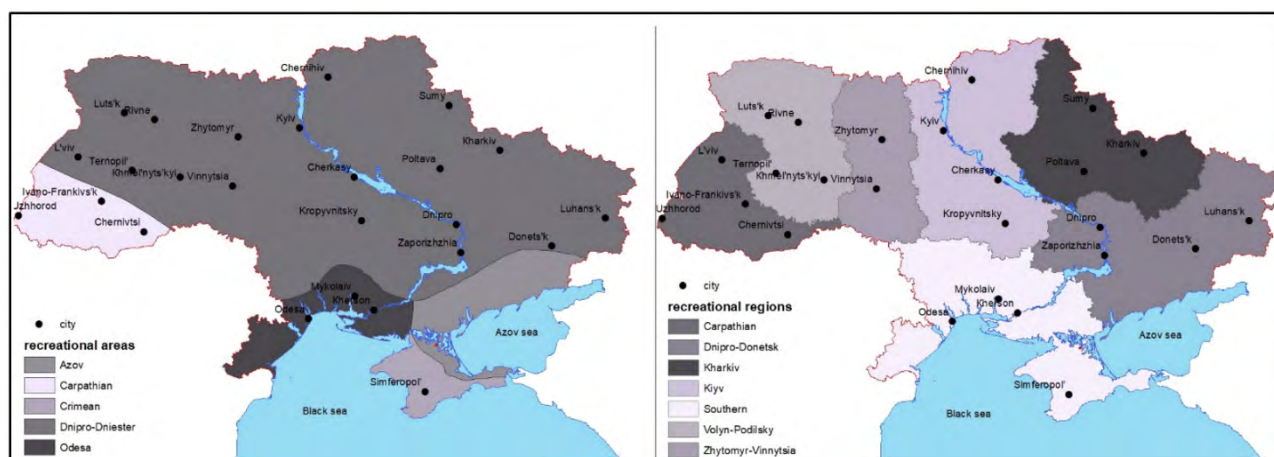 Chernihiv
Sumy
Luts'k
Rivne
Kyiv
Zhytomyr
Kharkiv
L'viv
Ternopil'
Khmel'nyts'kyi
Vinnytsia
Poltava
Cherkasy
Ivano-Frankivs'k
Uzhhorod
Chernivtsi
Kropyvnitsky
Dnipro
Luhans'k
Zaporizhzhia
Donets'k
Mykolaiv
Kherson
Odesa
city
recreational areas
Azov
Carpathian
Crimean
Dnipro-Dniester
Odesa
Azov sea
Simferopol'
Black sea
Chernihiv
Sumy
Luts'k
Rivne
Kyiv
Zhytomyr
Kharkiv
L'viv
Ternopil'
Khmel'nyts'kyi
Vinnytsia
Poltava
Cherkasy
Ivano-Frankivs'k
Uzhhorod
Chernivtsi
Kropyvnitsky
Dnipro
Luhans'k
Zaporizhzhia
Donets'k
Mykolaiv
Kherson
Odesa
city
recreational regions
Carpathian
Dnipro-Donetsk
Kharkiv
Kiyv
Southern
Volyn-Podilsky
Zhytomyr-Vinnytsia
Azov sea
Simferopol'
Black sea